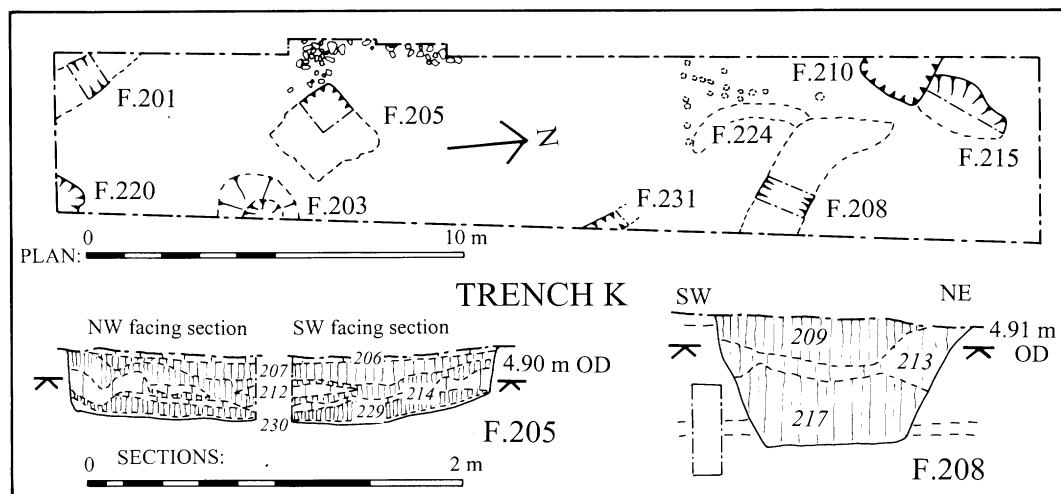 F.201
F.205
F.210
F.224
F.215
N
F.220
F.203
F.231
F.208
0 10 m
PLAN:
TRENCH K
NW facing section SW facing section
206
207
4.90 m OD
212
214
229
230
F.205
0 SECTIONS: 2 m
SW NE
209
4.91 m
OD
213
217
F.208